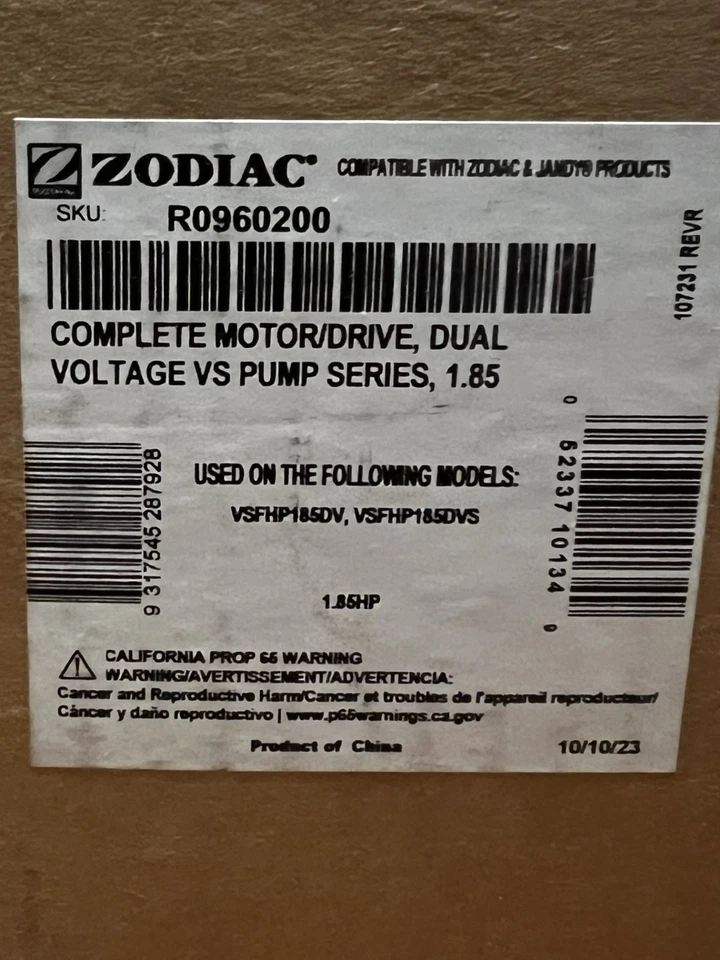 ZODIAC® COMPATIBLE WITH ZODIAC & JANDY® PRODUCTS
SKU: R0960200
107231 REVR
COMPLETE MOTOR/DRIVE, DUAL
VOLTAGE VS PUMP SERIES, 1.85
9 317545 287928
USED ON THE FOLLOWING MODELS:
VSFHP185DV, VSFHP185DVS
1.85HP
0 52337 10134 9
CALIFORNIA PROP 65 WARNING
WARNING/AVERTISSEMENT/ADVERTENCIA:
Cancer and Reproductive Harm/Cancer et troubles de l'appareil reproducteur/
Cáncer y daño reproductivo | www.p65warnings.ca.gov
Product of China 10/10/23